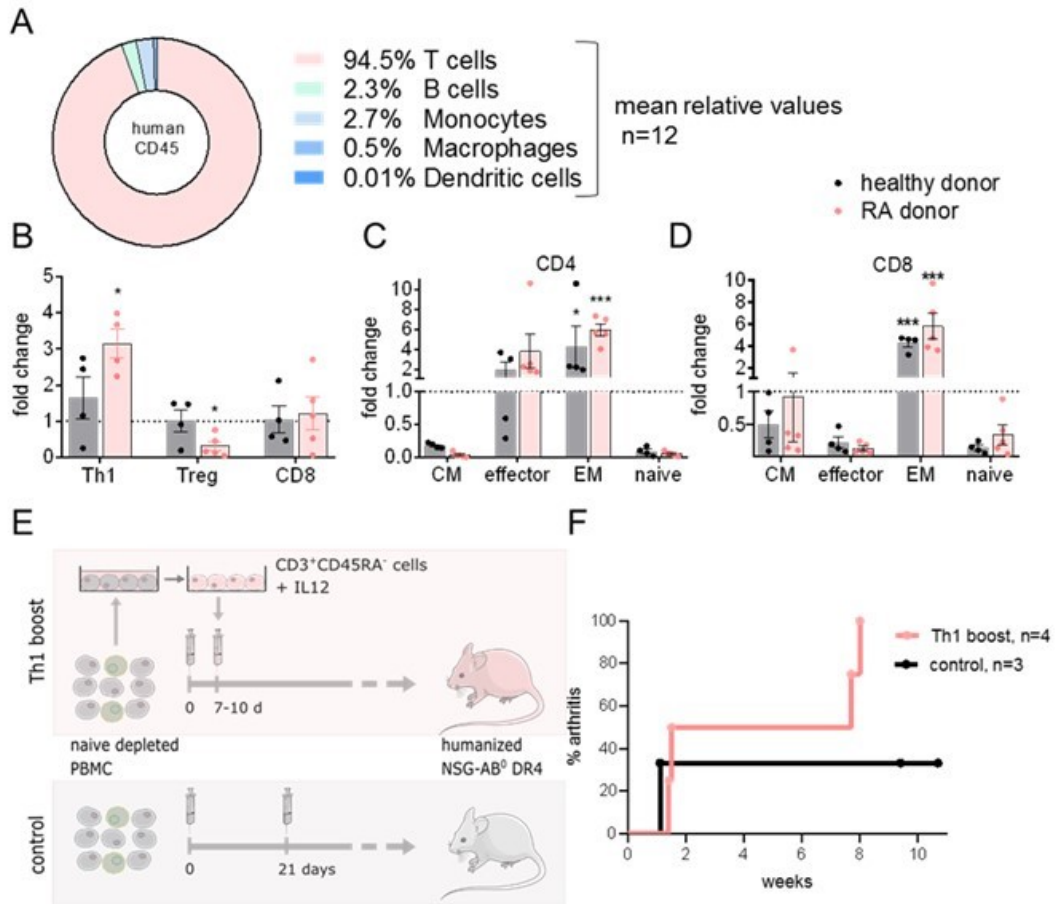 A
human
CD45
94.5% T cells
2.3% B cells
2.7% Monocytes
0.5% Macrophages
0.01% Dendritic cells
mean relative values
n=12
healthy donor
RA donor
B
fold change
5
4
3
2
1
0
*
*
Th1 Treg CD8
C
CD4
fold change
10
8
6
4
2
1.0
0.5
0.0
*
***
CM effector EM naive
D
CD8
fold change
10
8
6
4
2
1
0.5
***
***
CM effector EM naive
E
Th1 boost
CD3⁺CD45RA⁻ cells
+ IL12
0 7-10 d
naive depleted
PBMC
humanized
NSG-AB⁰ DR4
control
0 21 days
F
% arthritis
100
80
60
40
20
0
0 2 4 6 8 10
weeks
Th1 boost, n=4
control, n=3